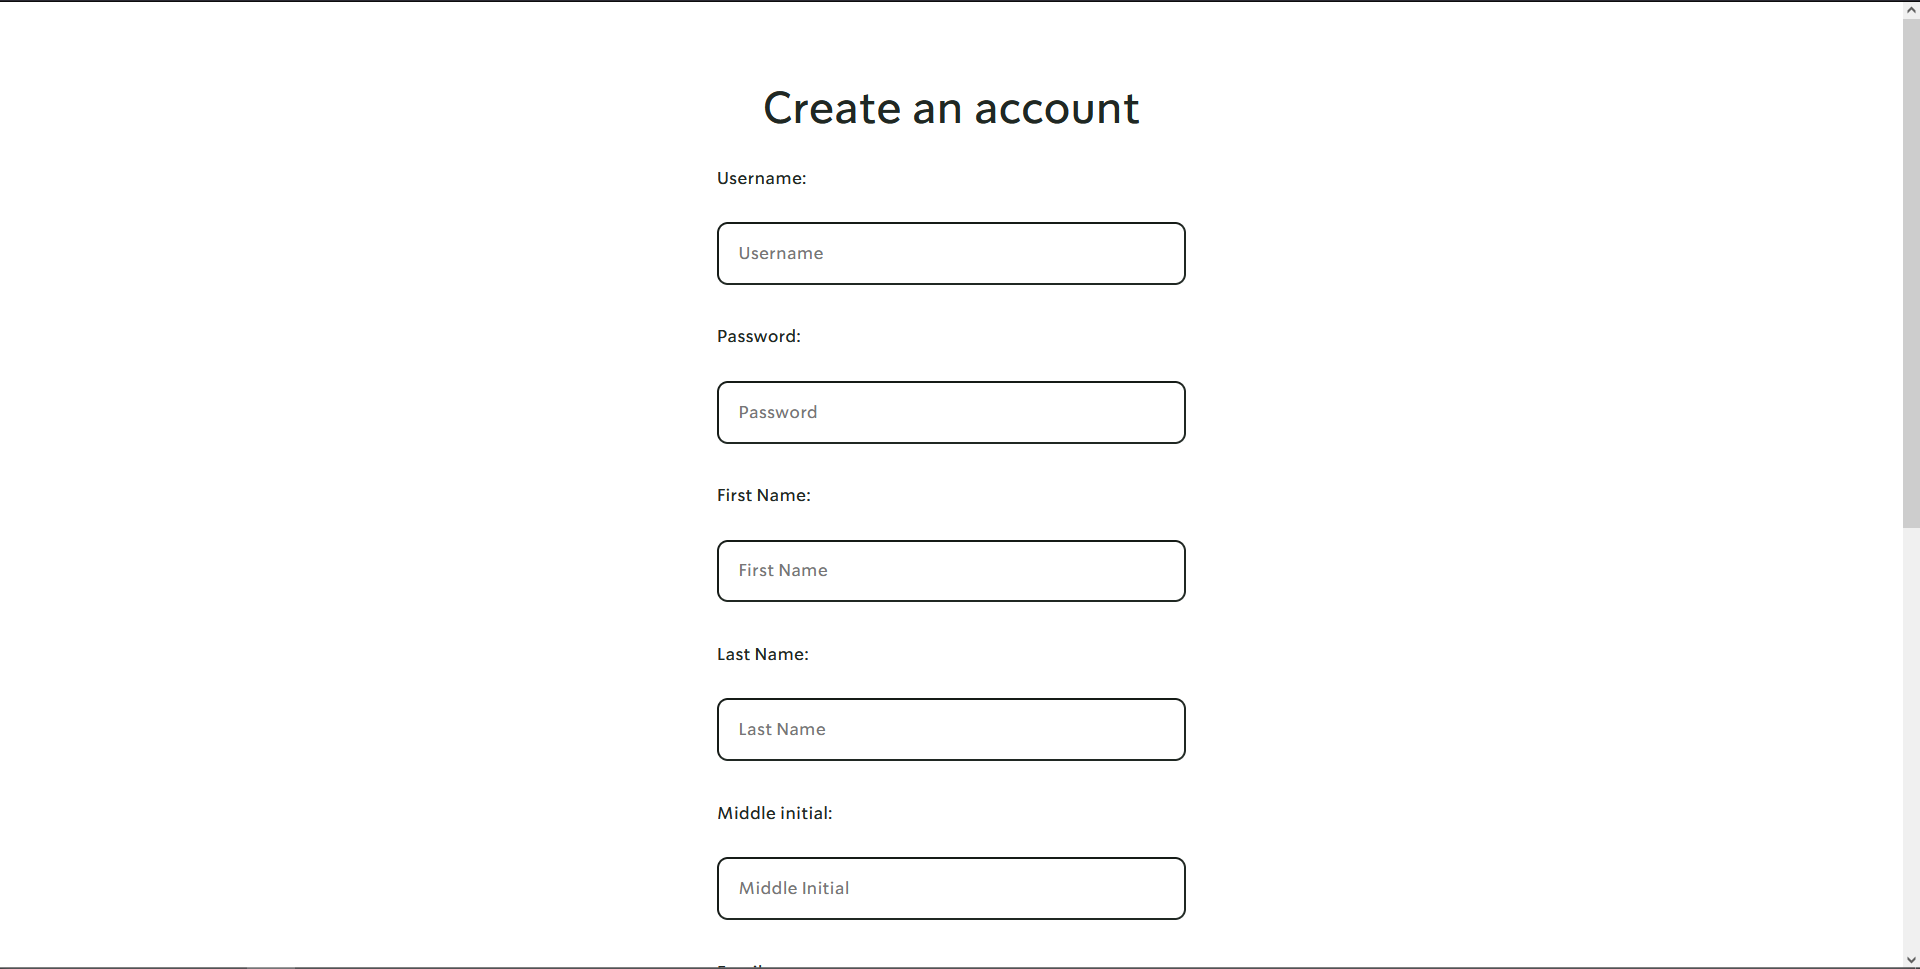 Create an account
Username:
Username
Password:
Password
First Name:
First Name
Last Name:
Last Name
Middle initial:
Middle Initial